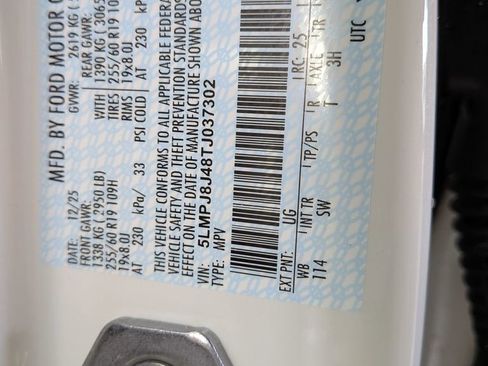 MFD. BY FORD MOTOR
DATE: 12/25 GVWR: 2619 KG
FRONT GAWR: REAR GAWR:
1338 KG (2950 LB) WITH 1390 KG (3065
255/60 R19 109H TIRES 255/60 R19 109
19x8.0J RIMS 19x8.0J
AT 230 kPa/ 33 PSI COLD AT 230 kP
THIS VEHICLE CONFORMS TO ALL APPLICABLE FEDERA
VEHICLE SAFETY AND THEFT PREVENTION STANDARDS
EFFECT ON THE DATE OF MANUFACTURE SHOWN ABO
VIN: 5LMPJ8J48TJ037302
TYPE: MPV
EXT PNT: UG RC: 25
WB INT TR TP/PS R AXLE
114 SW T 3H
UTC